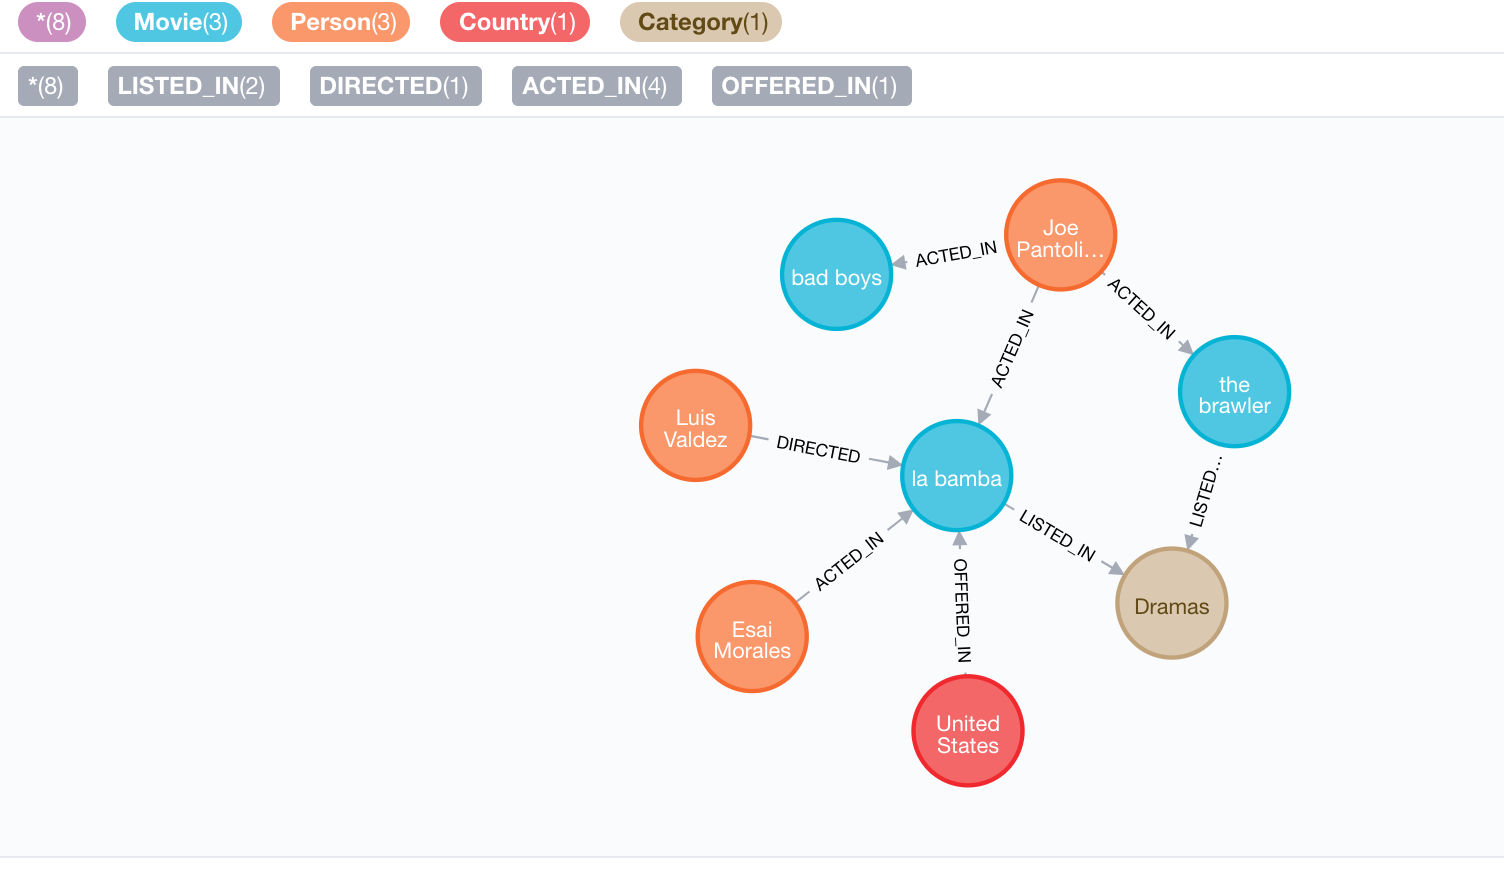 *(8) Movie(3) Person(3) Country(1) Category(1)
*(8) LISTED_IN(2) DIRECTED(1) ACTED_IN(4) OFFERED_IN(1)
Joe
Pantoli...
ACTED_IN
bad boys
ACTED_IN
ACTED_IN
the
brawler
Luis
Valdez
DIRECTED
la bamba
LISTED...
LISTED_IN
ACTED_IN
OFFERED_IN
Dramas
Esai
Morales
United
States